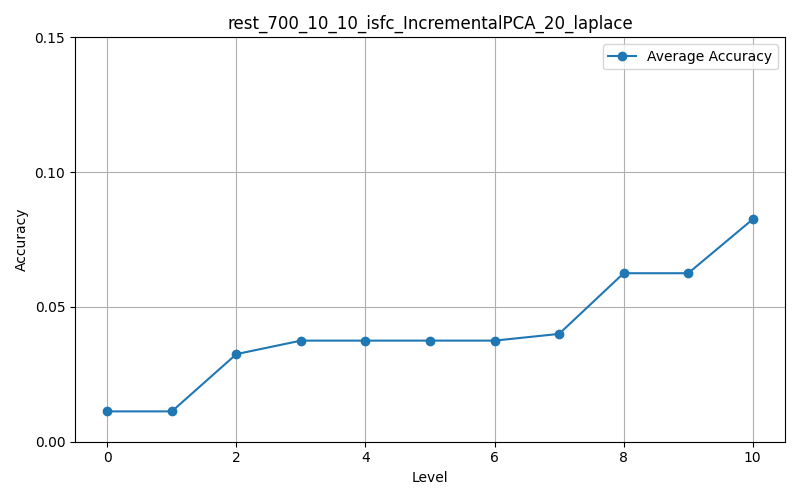 rest_700_10_10_isfc_IncrementalPCA_20_laplace
Average Accuracy
0.15
0.10
0.05
0.00
Accuracy
0 2 4 6 8 10
Level